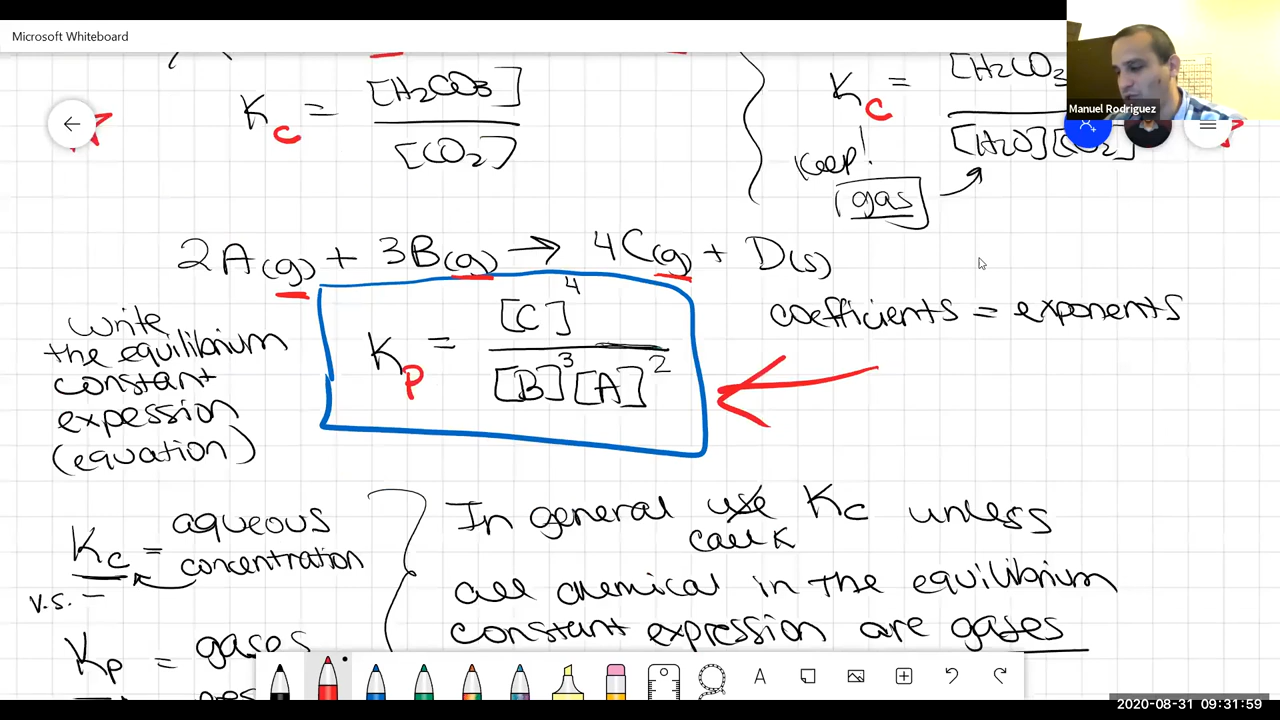 Microsoft Whiteboard
Kc = [H2CO3] / [CO2]
Kc = [H2CO3 / [H2O][CO2]
Manuel Rodriguez
Keep!
gas
2A(g) + 3B(g) → 4C(g) + D(s)
write
the equilibrium
constant
expession
(equation)
Kp = [C]^4 / [B]^3[A]^2
coefficients = exponents
Kc = aqueous
concentration
v.s.
Kp = gases
In general use Kc unless
call K
all chemical in the equilibrium
constant expression are gases
A
2020-08-31 09:31:59